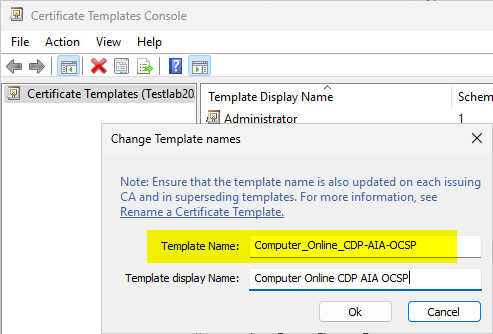 Certificate Templates Console
File Action View Help
Certificate Templates (Testlab20
Template Display Name
Schem
Administrator
1
Change Template names
Note: Ensure that the template name is also updated on each issuing
CA and in superseding templates. For more information, see
Rename a Certificate Template.
Template Name: Computer_Online_CDP-AIA-OCSP
Template display Name: Computer Online CDP AIA OCSP
Ok
Cancel